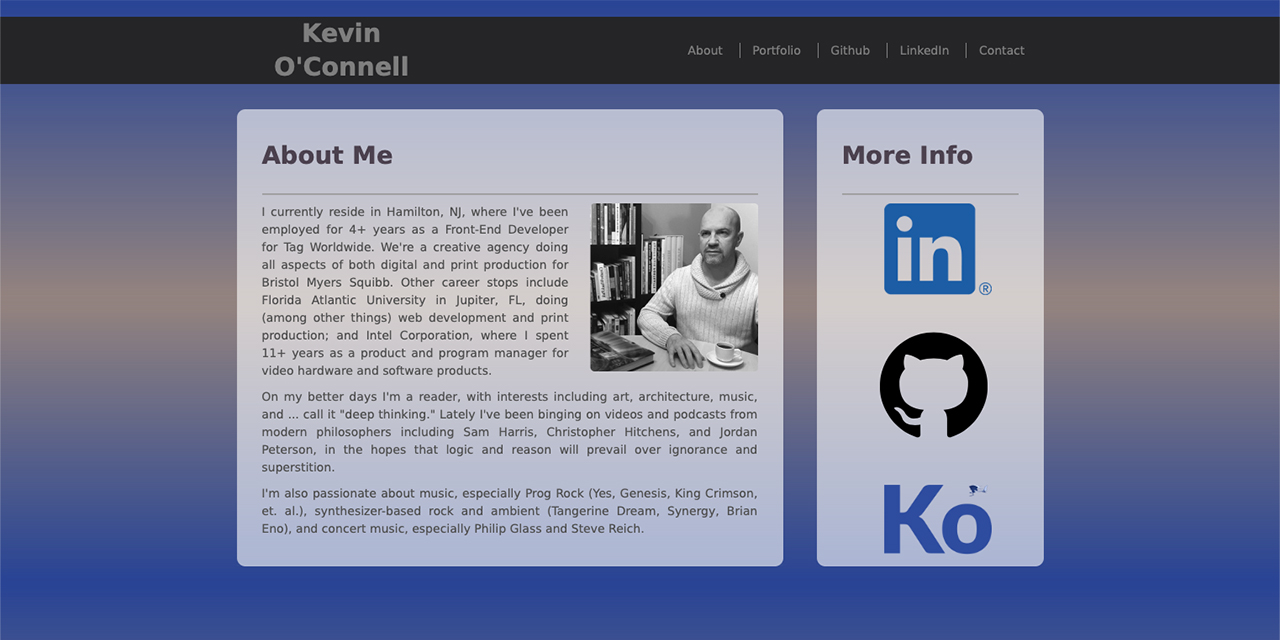 Kevin
O'Connell
About
Portfolio
Github
LinkedIn
Contact
About Me
I currently reside in Hamilton, NJ, where I've been
employed for 4+ years as a Front-End Developer
for Tag Worldwide. We're a creative agency doing
all aspects of both digital and print production for
Bristol Myers Squibb. Other career stops include
Florida Atlantic University in Jupiter, FL, doing
(among other things) web development and print
production; and Intel Corporation, where I spent
11+ years as a product and program manager for
video hardware and software products.
On my better days I'm a reader, with interests including art, architecture, music,
and ... call it "deep thinking." Lately I've been binging on videos and podcasts from
modern philosophers including Sam Harris, Christopher Hitchens, and Jordan
Peterson, in the hopes that logic and reason will prevail over ignorance and
superstition.
I'm also passionate about music, especially Prog Rock (Yes, Genesis, King Crimson,
et. al.), synthesizer-based rock and ambient (Tangerine Dream, Synergy, Brian
Eno), and concert music, especially Philip Glass and Steve Reich.
More Info
in®
Ko